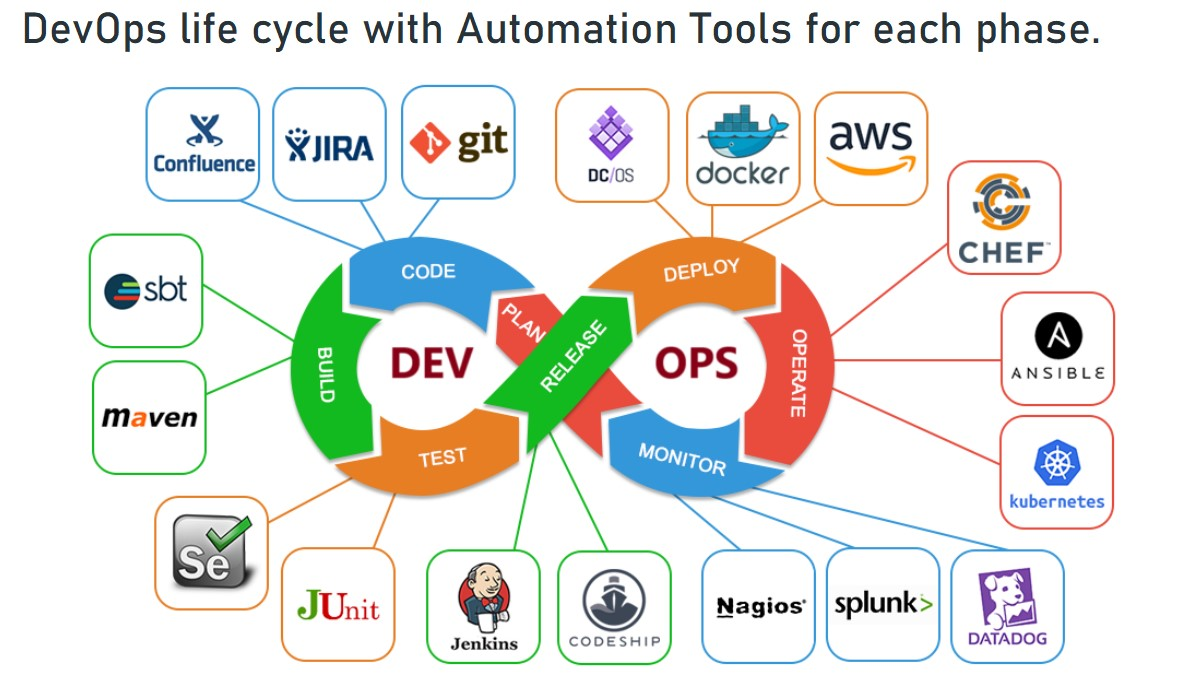 DevOps life cycle with Automation Tools for each phase.
Confluence
JIRA
git
DC/OS
docker
aws
CHEF™
sbt
maven
CODE
PLAN
RELEASE
DEPLOY
BUILD
DEV
OPS
OPERATE
TEST
MONITOR
ANSIBLE
kubernetes
Se
JUnit
Jenkins
CODESHIP
Nagios®
splunk>
DATADOG